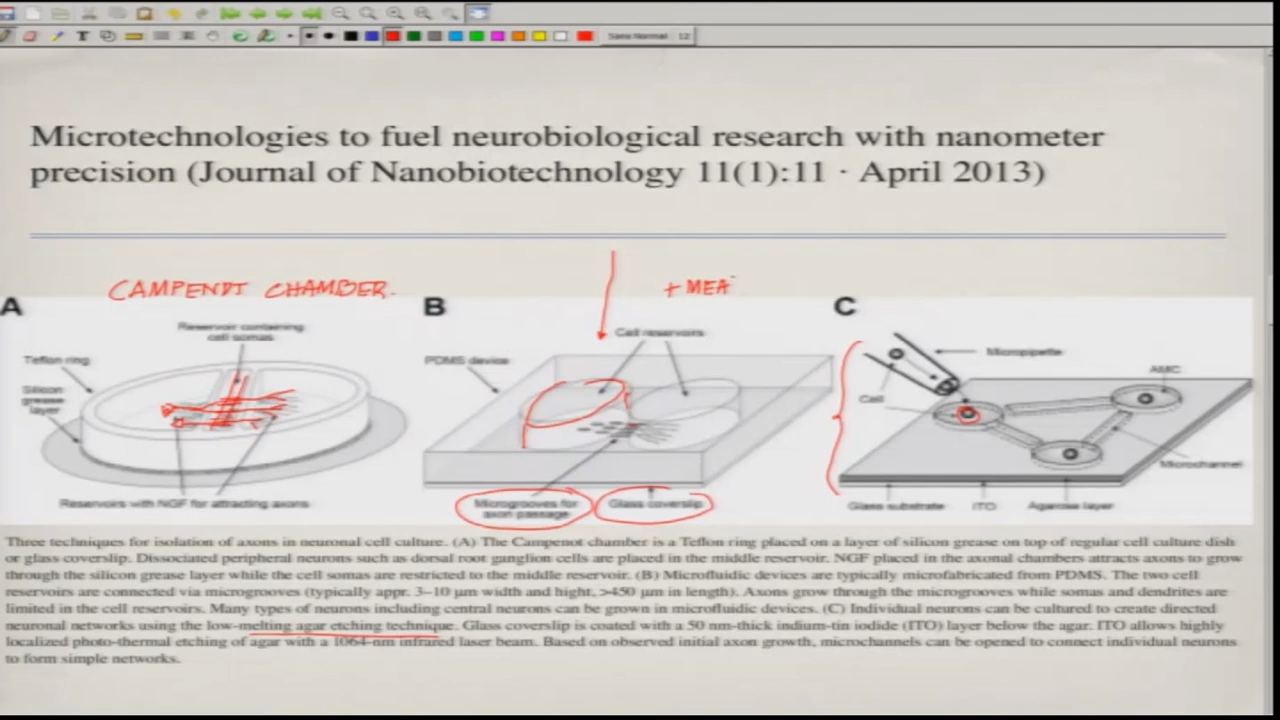 Sans Normal 12
Microtechnologies to fuel neurobiological research with nanometer
precision (Journal of Nanobiotechnology 11(1):11 · April 2013)
CAMPENOT CHAMBER.
+ MEA
A
B
C
Reservoir containing
cell somas
Teflon ring
Silicon
grease
layer
Reservoirs with NGF for attracting axons
Cell reservoirs
PDMS device
Microgrooves for
axon passage
Glass coverslip
Micropipette
AMC
Cell
Microchannel
Glass substrate
ITO
Agarose layer
Three techniques for isolation of axons in neuronal cell culture. (A) The Campenot chamber is a Teflon ring placed on a layer of silicon grease on top of regular cell culture dish
or glass coverslip. Dissociated peripheral neurons such as dorsal root ganglion cells are placed in the middle reservoir. NGF placed in the axonal chambers attracts axons to grow
through the silicon grease layer while the cell somas are restricted to the middle reservoir. (B) Microfluidic devices are typically microfabricated from PDMS. The two cell
reservoirs are connected via microgrooves (typically appr. 3–10 μm width and hight, >450 μm in length). Axons grow through the microgrooves while somas and dendrites are
limited in the cell reservoirs. Many types of neurons including central neurons can be grown in microfluidic devices. (C) Individual neurons can be cultured to create directed
neuronal networks using the low-melting agar etching technique. Glass coverslip is coated with a 50 nm-thick indium-tin iodide (ITO) layer below the agar. ITO allows highly
localized photo-thermal etching of agar with a 1064-nm infrared laser beam. Based on observed initial axon growth, microchannels can be opened to connect individual neurons
to form simple networks.